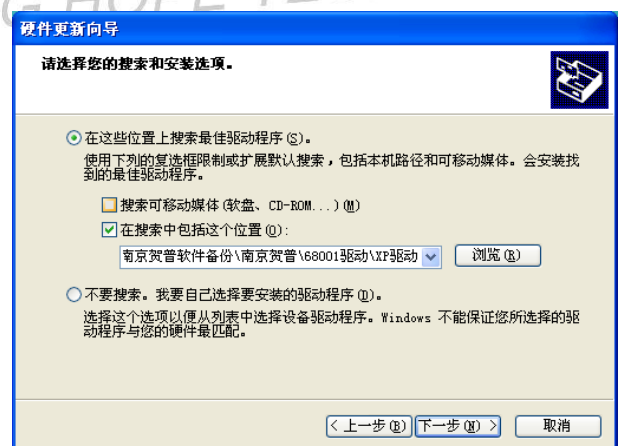 硬件更新向导
请选择您的搜索和安装选项。
在这些位置上搜索最佳驱动程序(S)。
使用下列的复选框限制或扩展默认搜索，包括本机路径和可移动媒体。会安装找
到的最佳驱动程序。
搜索可移动媒体(软盘、CD-ROM...)(M)
在搜索中包括这个位置(O):
南京贺普软件备份\南京贺普\68001驱动\XP驱动
浏览(R)
不要搜索。我要自己选择要安装的驱动程序(D)。
选择这个选项以便从列表中选择设备驱动程序。Windows 不能保证您所选择的驱
动程序与您的硬件最匹配。
< 上一步(B) 下一步(N) > 取消